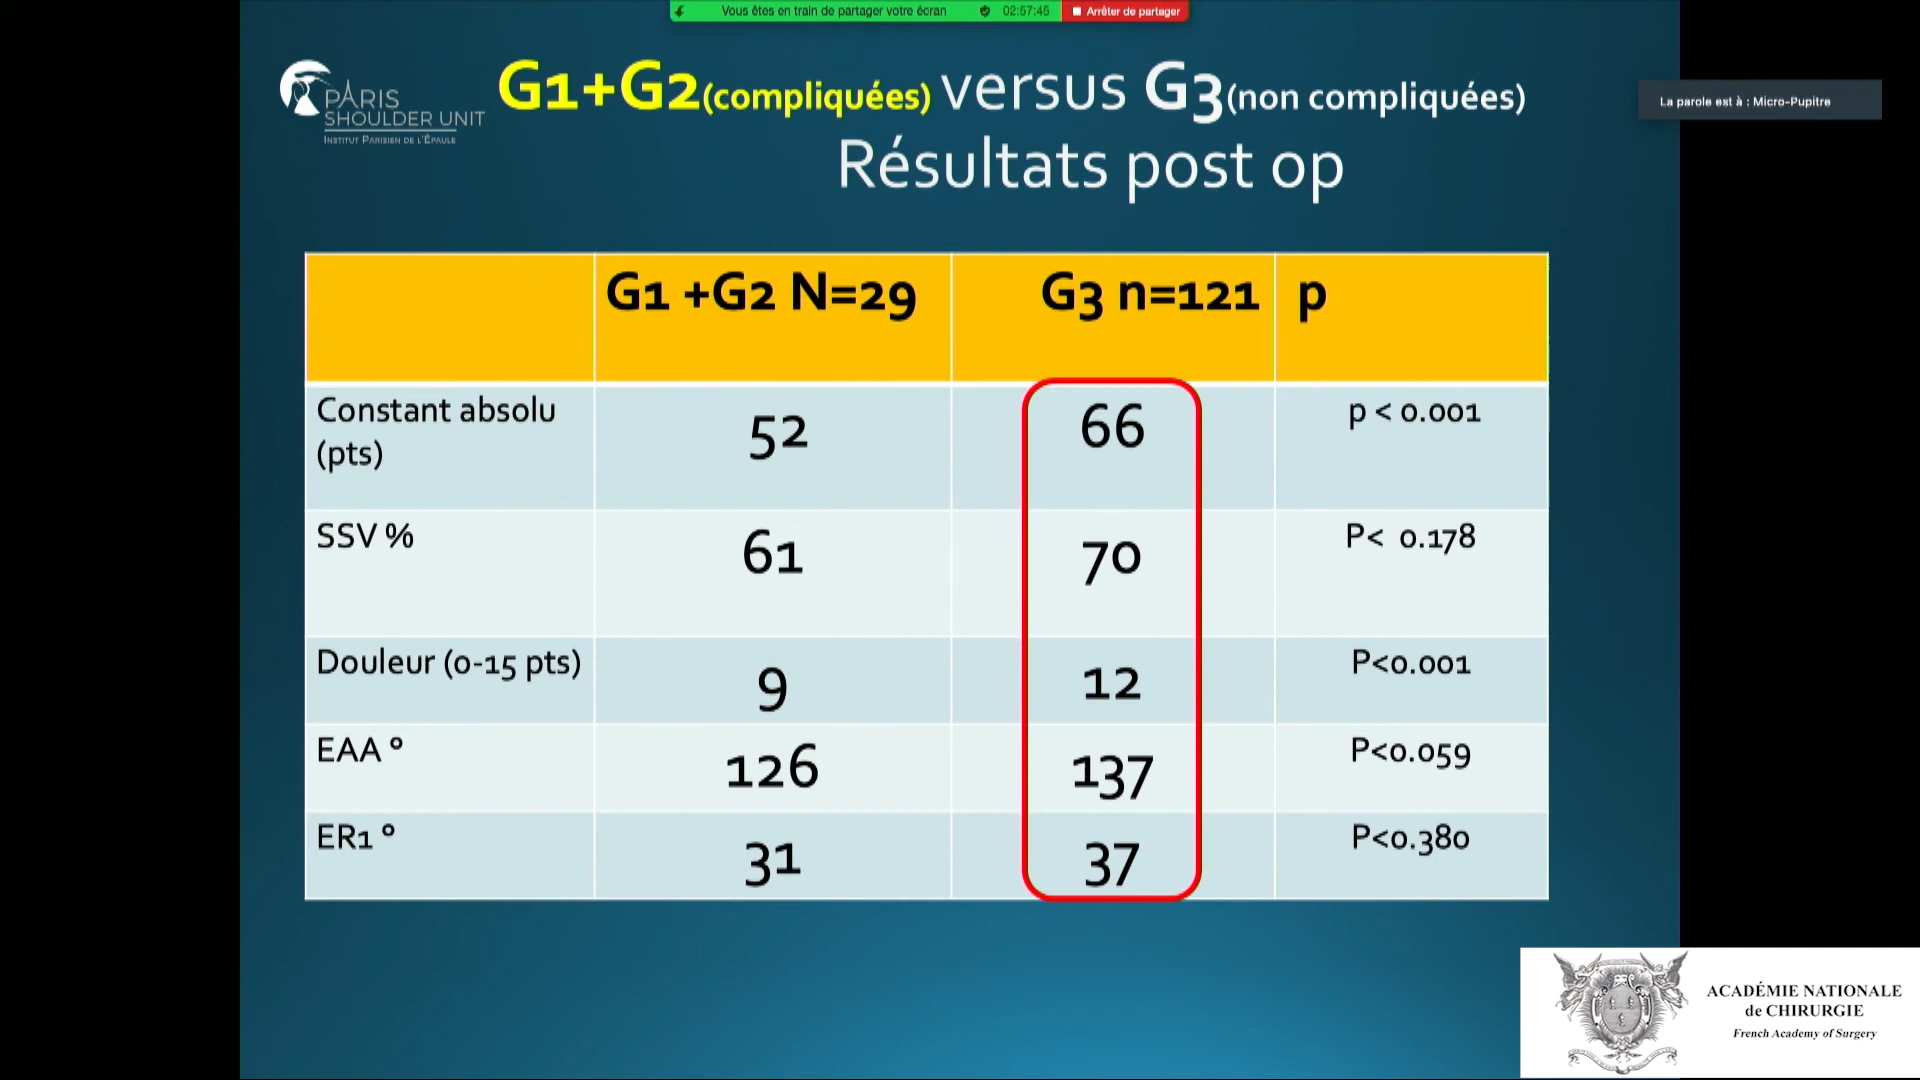 Vous êtes en train de partager votre écran
02:57:45
Arrêter de partager
PARIS
SHOULDER UNIT
INSTITUT PARISIEN DE L'ÉPAULE
G1+G2(compliquées) versus G3(non compliquées)
Résultats post op
La parole est à : Micro-Pupitre
G1 +G2 N=29 G3 n=121 p
Constant absolu (pts) 52 66 p < 0.001
SSV % 61 70 P< 0.178
Douleur (0-15 pts) 9 12 P<0.001
EAA ° 126 137 P<0.059
ER1 ° 31 37 P<0.380
ACADÉMIE NATIONALE
de CHIRURGIE
French Academy of Surgery